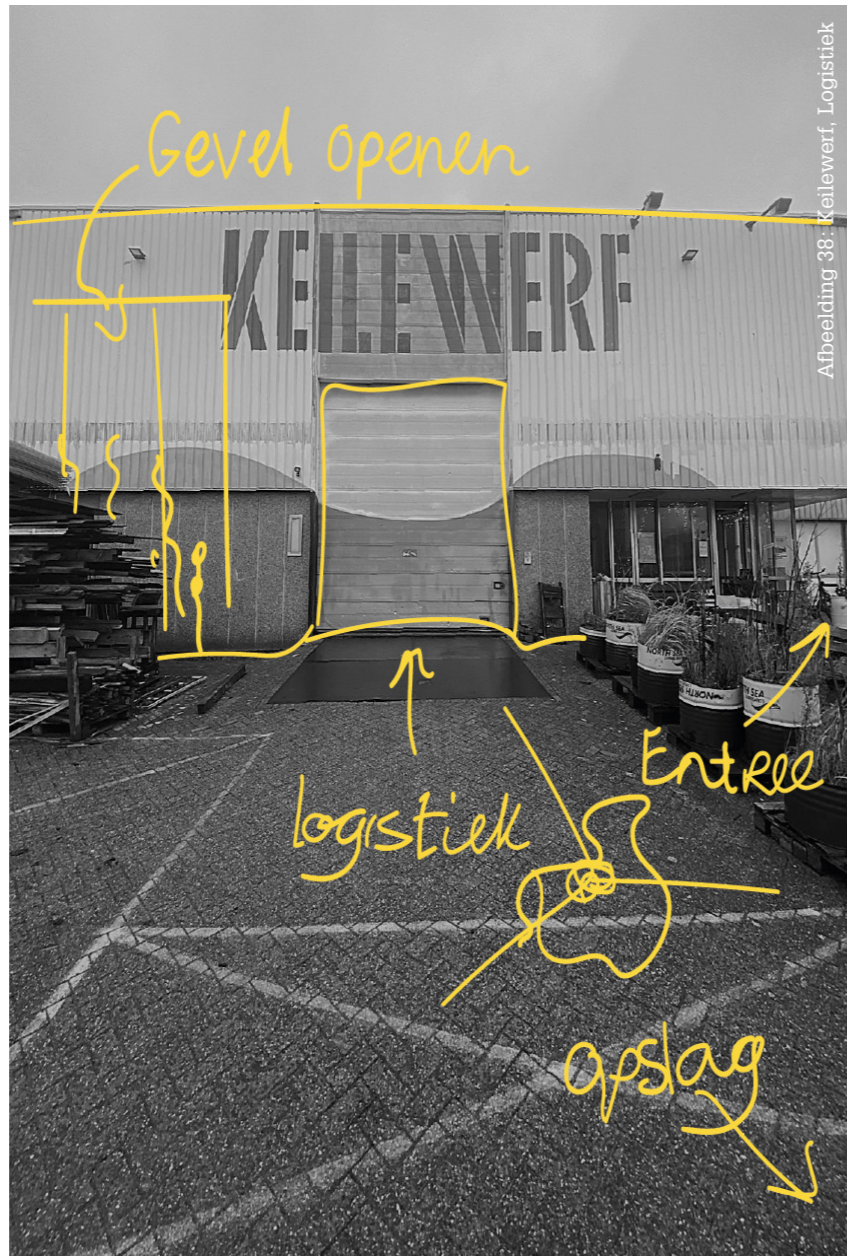 Afbeelding 38: Keilewerf, Logistiek
Gevel openen
KEILEWERF
NORTH SEA
Entree
logistiek
opslag